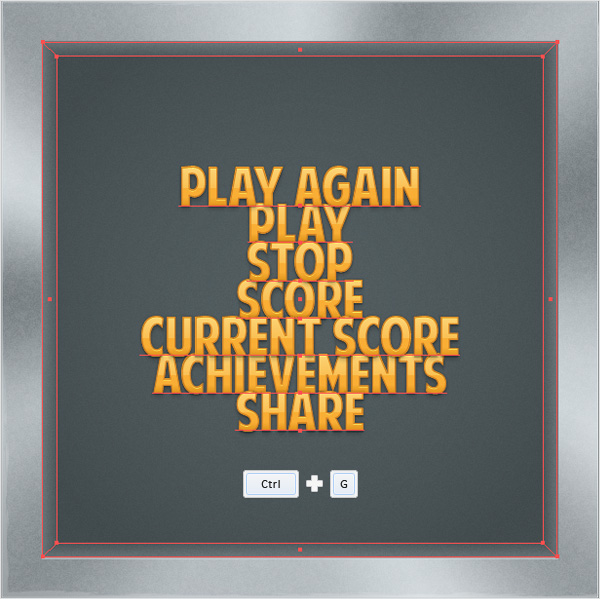 PLAY AGAIN
PLAY
STOP
SCORE
CURRENT SCORE
ACHIEVEMENTS
SHARE
Ctrl + G